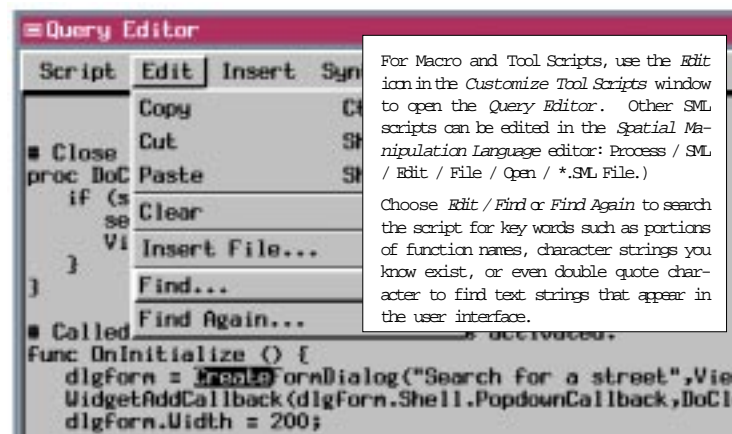 Query Editor
Script Edit Insert Syn
Copy
Cut
Paste
Clear
Insert File...
Find...
Find Again...
# Close
proc DoC
if (s
se
Vi
}
}
# Called
s activated.
func OnInitialize () {
dlgform = CreateFormDialog("Search for a street",Vie
WidgetAddCallback(dlgform.Shell.PopdownCallback,DoCl
dlgform.Width = 200;
For Macro and Tool Scripts, use the Edit
icon in the Customize Tool Scripts window
to open the Query Editor. Other SML
scripts can be edited in the Spatial Ma-
nipulation Language editor: Process / SML
/ Edit / File / Open / *.SML File.)
Choose Edit / Find or Find Again to search
the script for key words such as portions
of function names, character strings you
know exist, or even double quote char-
acter to find text strings that appear in
the user interface.